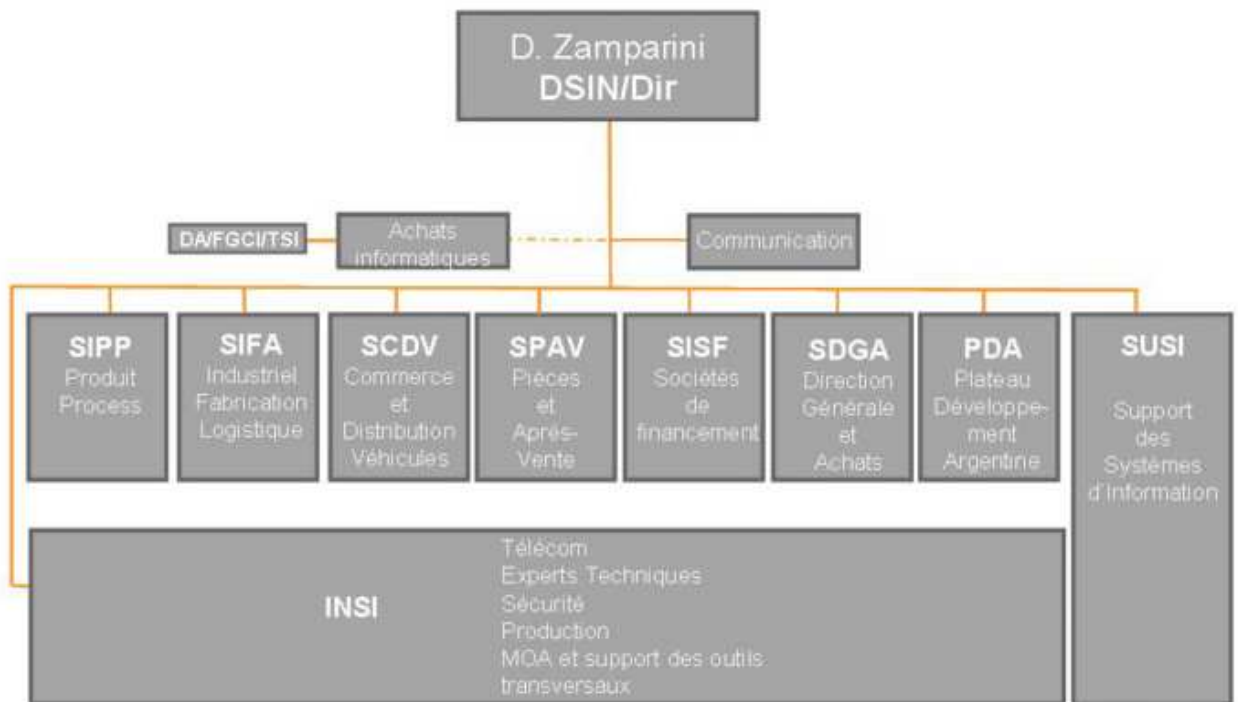 D. Zamparini
DSIN/Dir
DA/FGCI/TSI
Achats
informatiques
Communication
SIPP
Produit
Process
SIFA
Industriel
Fabrication
Logistique
SCDV
Commerce
et
Distribution
Véhicules
SPAV
Pièces
et
Après-
Vente
SISF
Sociétés
de
financement
SDGA
Direction
Générale
et
Achats
PDA
Plateau
Développe-
ment
Argentine
SUSI
Support
des
Systèmes
d'Information
INSI
Télécom
Experts Techniques
Sécurité
Production
MOA et support des outils
transversaux